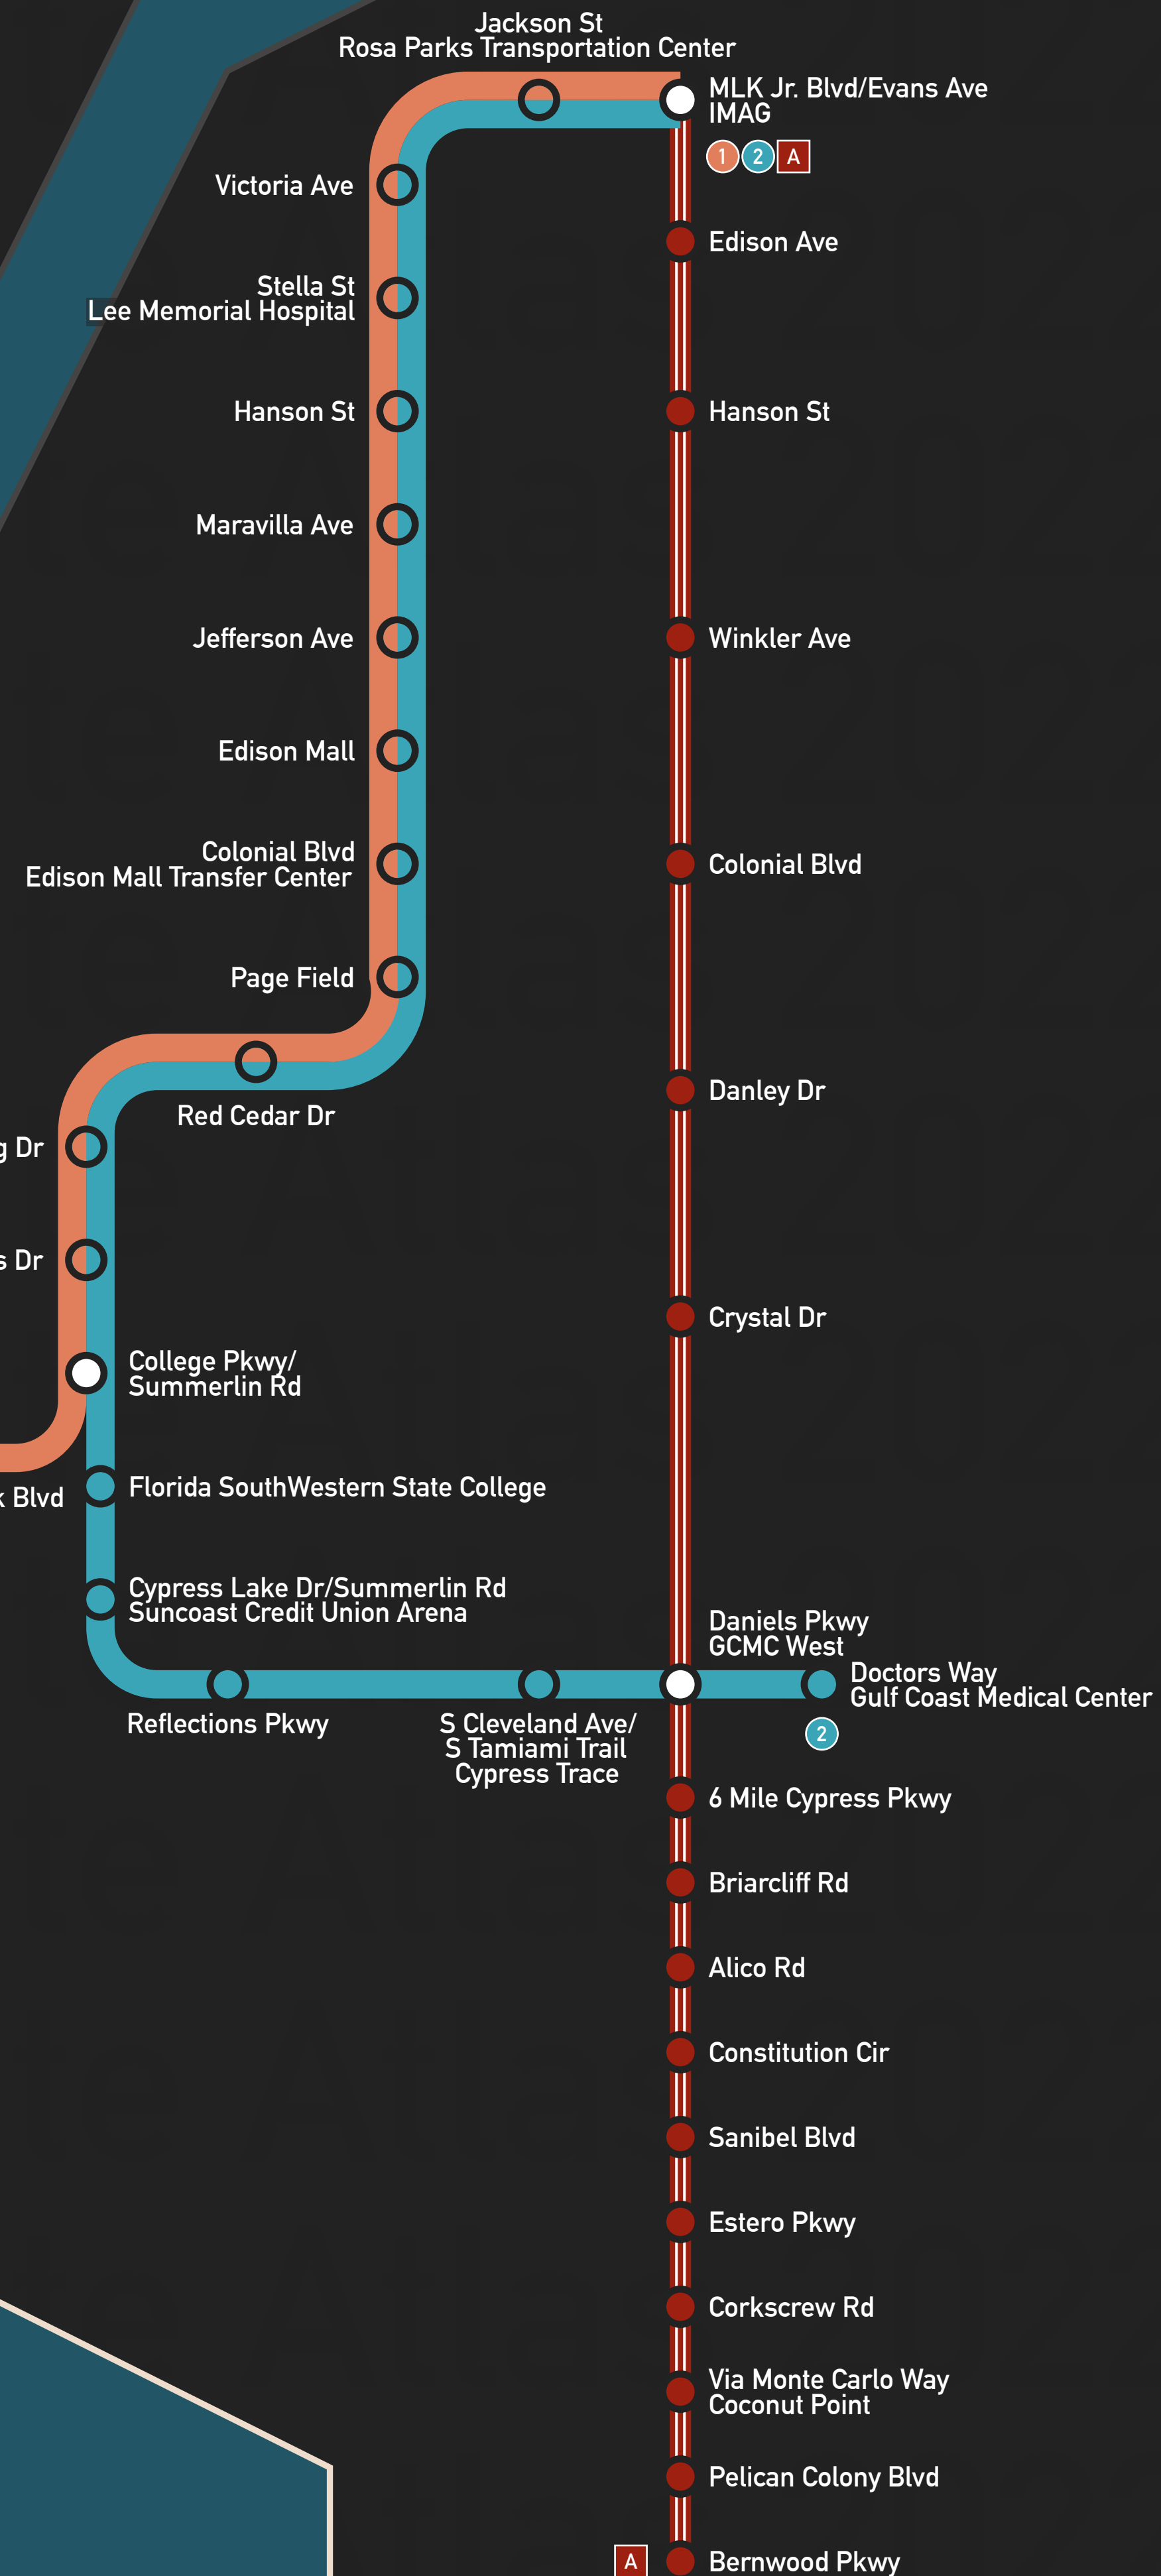 Jackson St
Rosa Parks Transportation Center
MLK Jr. Blvd/Evans Ave
IMAG
1 2 A
Victoria Ave
Edison Ave
Stella St
Lee Memorial Hospital
Hanson St
Hanson St
Maravilla Ave
Jefferson Ave
Winkler Ave
Edison Mall
Colonial Blvd
Edison Mall Transfer Center
Colonial Blvd
Page Field
Danley Dr
Red Cedar Dr
g Dr
s Dr
Crystal Dr
College Pkwy/
Summerlin Rd
Florida SouthWestern State College
k Blvd
Cypress Lake Dr/Summerlin Rd
Suncoast Credit Union Arena
Daniels Pkwy
GCMC West
Doctors Way
Gulf Coast Medical Center
2
Reflections Pkwy
S Cleveland Ave/
S Tamiami Trail
Cypress Trace
6 Mile Cypress Pkwy
Briarcliff Rd
Alico Rd
Constitution Cir
Sanibel Blvd
Estero Pkwy
Corkscrew Rd
Via Monte Carlo Way
Coconut Point
Pelican Colony Blvd
A
Bernwood Pkwy